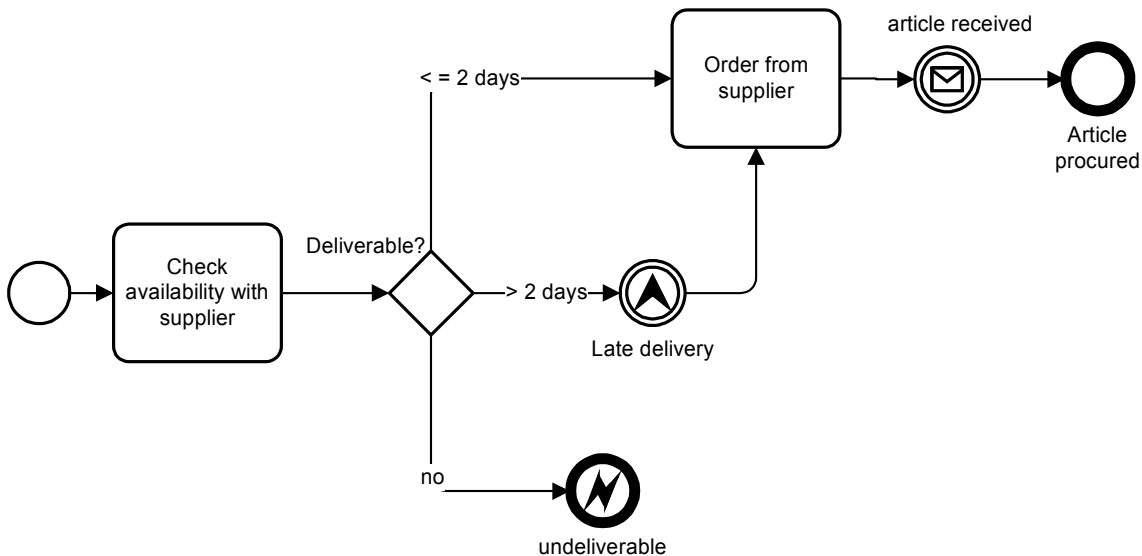 article received
< = 2 days
Order from
supplier
Article
procured
Deliverable?
Check
availability with
supplier
> 2 days
Late delivery
no
undeliverable